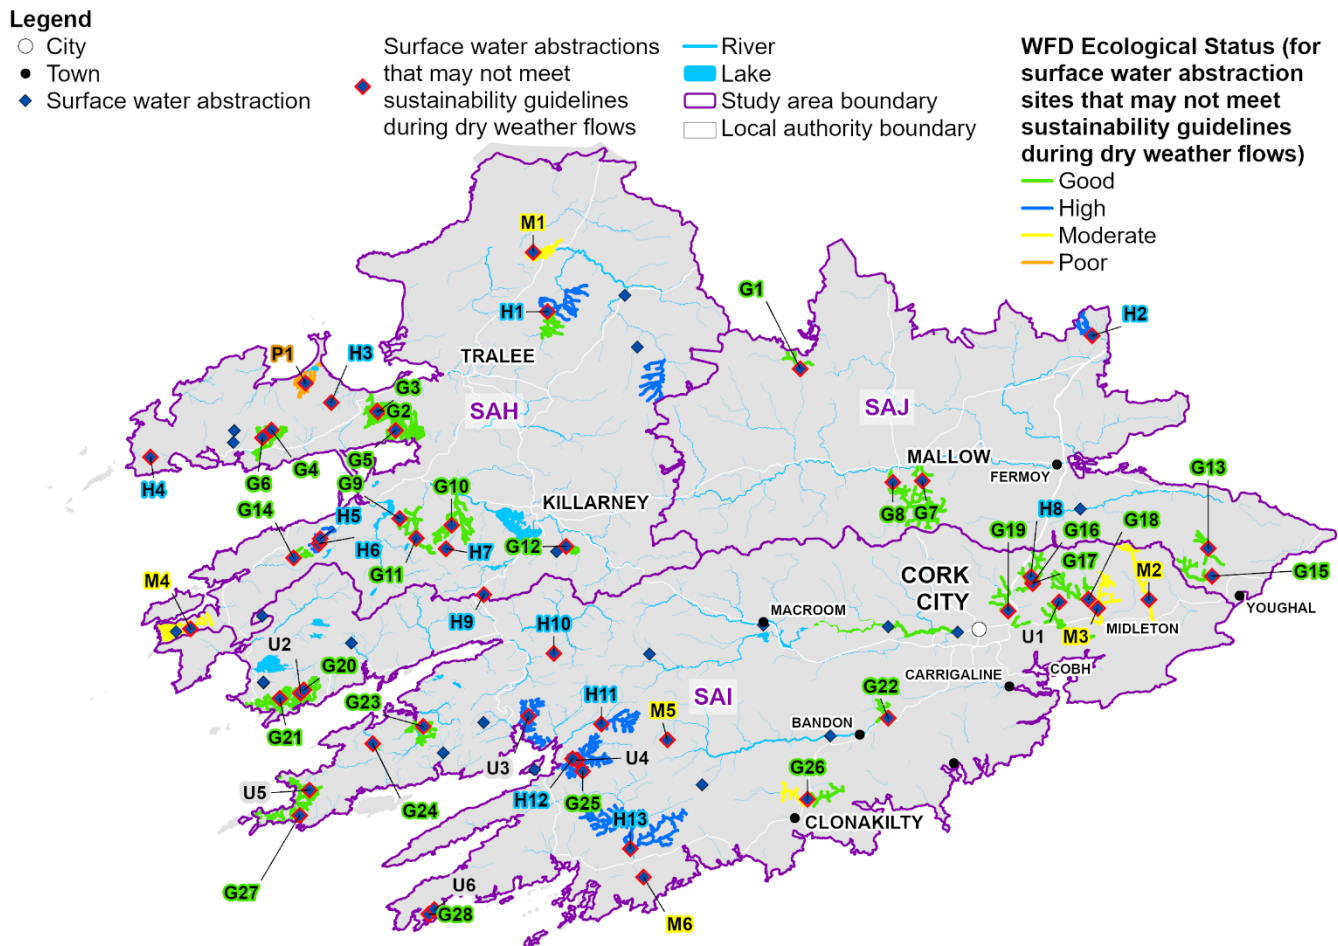 Legend
City
Town
Surface water abstraction
Surface water abstractions
that may not meet
sustainability guidelines
during dry weather flows
River
Lake
Study area boundary
Local authority boundary
WFD Ecological Status (for
surface water abstraction
sites that may not meet
sustainability guidelines
during dry weather flows)
Good
High
Moderate
Poor
M1
G1
H1
H2
TRALEE
P1
H3
G3
G2
SAH
SAJ
G5
G4
G6
H4
MALLOW
FERMOY
G13
G9
G10
KILLARNEY
G8
G7
G14
H5
H6
H7
G12
G11
G19
H8
G16
G18
G17
M4
CORK
CITY
M2
G15
H9
MACROOM
YOUGHAL
U1
M3
MIDLETON
U2
G20
H10
COBH
CARRIGALINE
G23
SAI
G22
G21
H11
M5
BANDON
U3
U4
U5
G24
H12
G25
G26
H13
CLONAKILTY
G27
U6
G28
M6